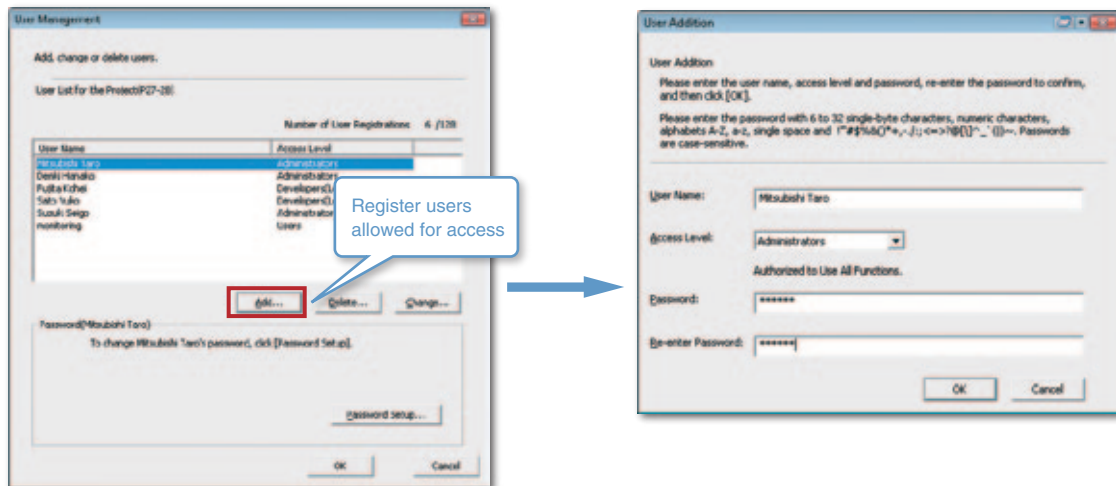 User Management
Add, change or delete users.
User List for the Project(P27-28)
Number of User Registrations 6 /128
User Name Access Level
Mitsubishi Taro Administrators
Denki Hanako Administrators
Fujita Kohei
Sato Yuko
Suzuki Seigo
monitoring Users
Register users
allowed for access
Add... Delete... Change...
Password(Mitsubishi Taro)
To change Mitsubishi Taro's password, click [Password Setup].
Password Setup...
OK Cancel
User Addition
User Addition
Please enter the user name, access level and password, re-enter the password to confirm,
and then click [OK].
Please enter the password with 6 to 32 single-byte characters, numeric characters,
alphabets A-Z, a-z, single space and
Passwords
are case-sensitive.
User Name: Mitsubishi Taro
Access Level: Administrators
Authorized to Use All Functions.
Password: ******
Re-enter Password: ******
OK Cancel